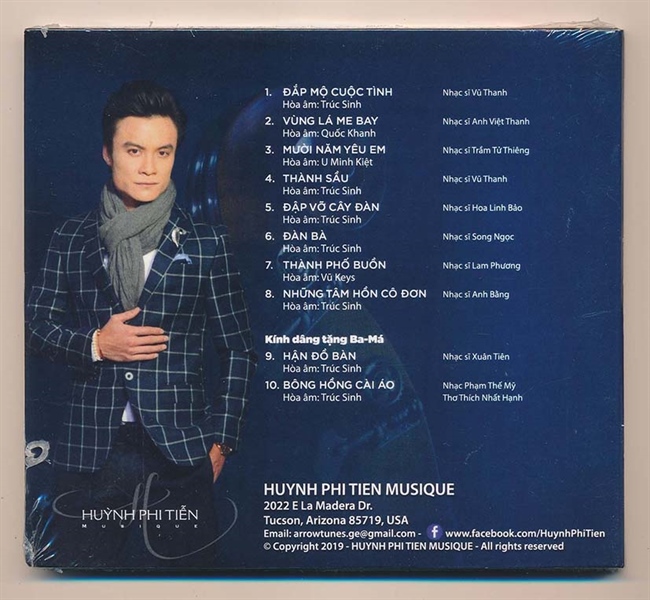 1. ĐẮP MỘ CUỘC TÌNH Nhạc sĩ Vũ Thanh
Hòa âm: Trúc Sinh
2. VÙNG LÁ ME BAY Nhạc sĩ Anh Việt Thanh
Hòa âm: Quốc Khanh
3. MƯỜI NĂM YÊU EM Nhạc sĩ Trầm Tử Thiêng
Hòa âm: U Minh Kiệt
4. THÀNH SẦU Nhạc sĩ Vũ Thanh
Hòa âm: Trúc Sinh
5. ĐẬP VỠ CÂY ĐÀN Nhạc sĩ Hoa Linh Bảo
Hòa âm: Trúc Sinh
6. ĐÀN BÀ Nhạc sĩ Song Ngọc
Hòa âm: Trúc Sinh
7. THÀNH PHỐ BUỒN Nhạc sĩ Lam Phương
Hòa âm: Vũ Keys
8. NHỮNG TÂM HỒN CÔ ĐƠN Nhạc sĩ Anh Bằng
Hòa âm: Trúc Sinh
Kính dâng tặng Ba-Má
9. HẬN ĐỒ BÀN Nhạc sĩ Xuân Tiên
Hòa âm: Trúc Sinh
10. BÔNG HỒNG CÀI ÁO Nhạc Phạm Thế Mỹ
Hòa âm: Trúc Sinh Thơ Thích Nhất Hạnh
HUỲNH PHI TIỄN
MUSIQUE
HUYNH PHI TIEN MUSIQUE
2022 E La Madera Dr.
Tucson, Arizona 85719, USA
Email: arrowtunes.ge@gmail.com - f www.facebook.com/HuynhPhiTien
© Copyright 2019 - HUYNH PHI TIEN MUSIQUE - All rights reserved